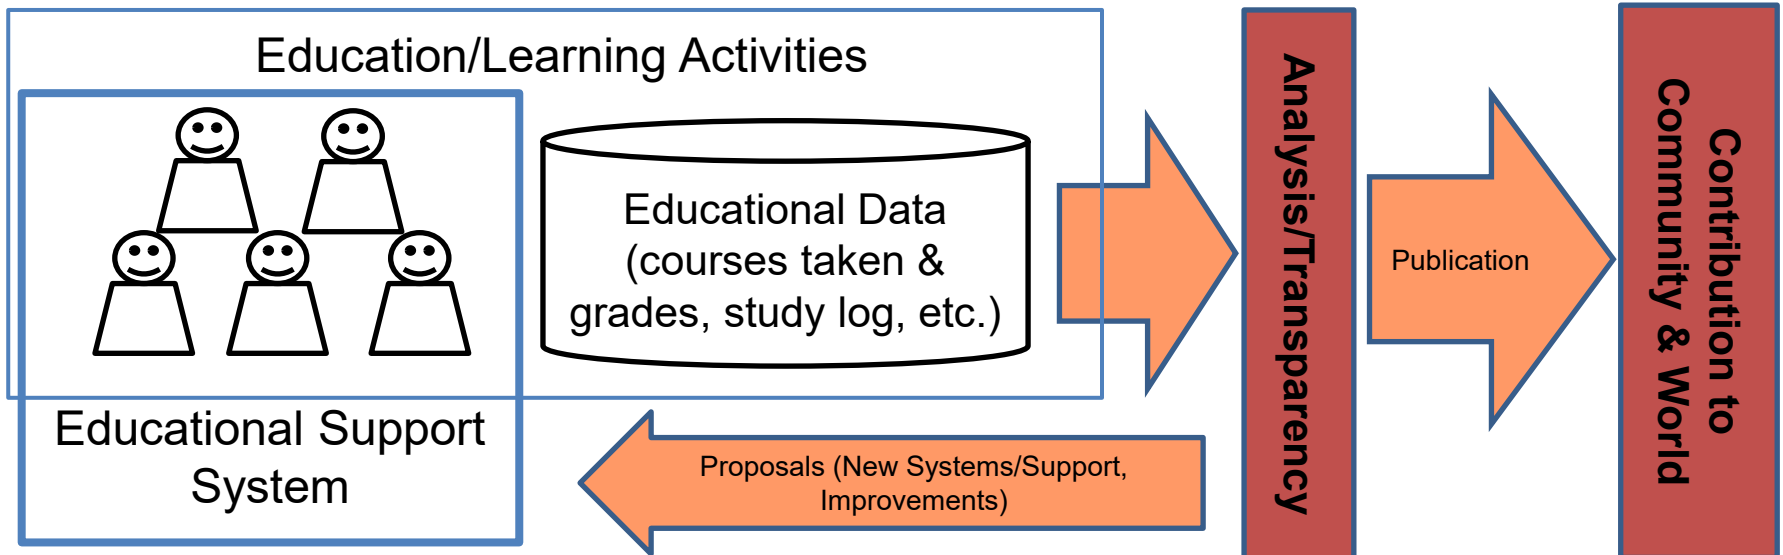 Education/Learning Activities
Educational Data
(courses taken &
grades, study log, etc.)
Educational Support
System
Proposals (New Systems/Support,
Improvements)
Analysis/Transparency
Publication
Contribution to
Community & World